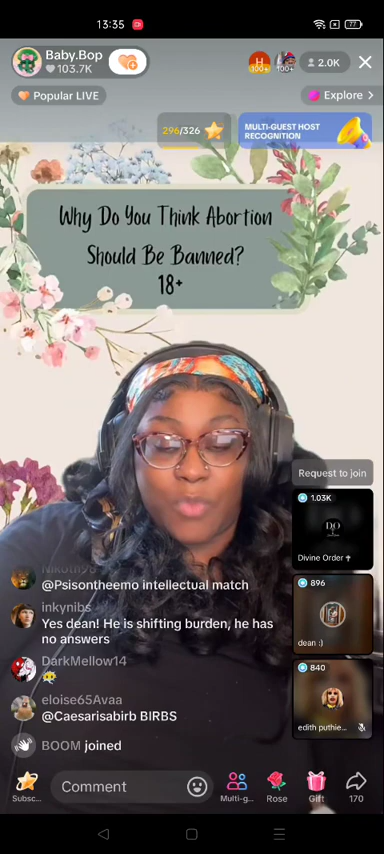 13:35
77
Baby.Bop
103.7K
300+
100+
2.0K
Popular LIVE
Explore >
296/326
MULTI-GUEST HOST
RECOGNITION
Why Do You Think Abortion
Should Be Banned?
18+
Request to join
1.03K
Divine Order
896
dean :)
840
edith puthie...
@Psisontheemo intellectual match
inkynibs
Yes dean! He is shifting burden, he has
no answers
DarkMellow14
eloise65Avaa
@Caesarisabirb BIRBS
BOOM joined
Comment
Subsc...
Multi-g...
Rose
Gift
170